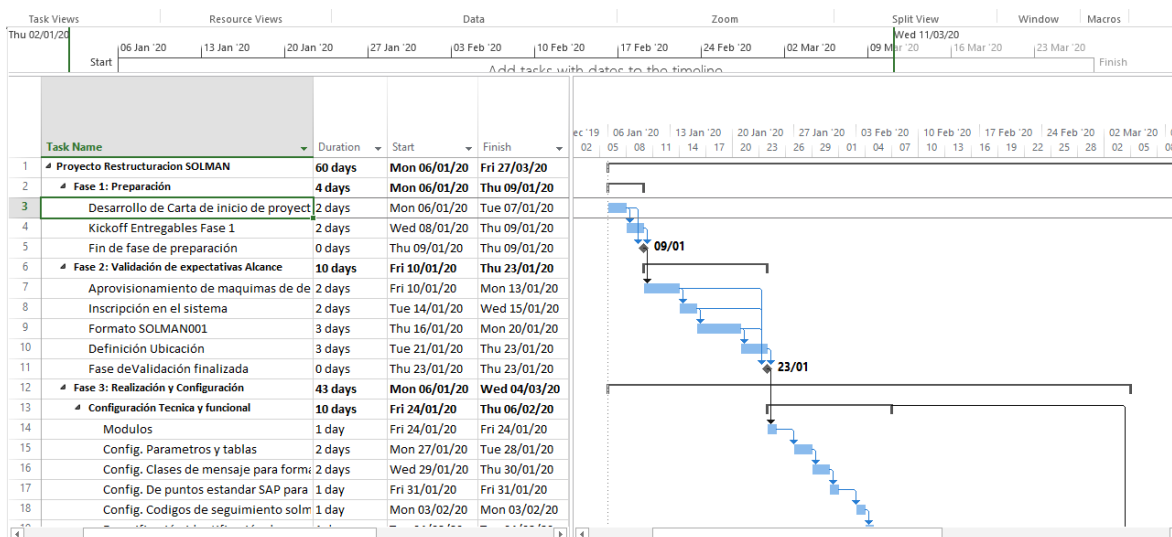 Task Views Resource Views Data Zoom Split View Window Macros
Thu 02/01/20 Wed 11/03/20
06 Jan '20 13 Jan '20 20 Jan '20 27 Jan '20 03 Feb '20 10 Feb '20 17 Feb '20 24 Feb '20 02 Mar '20 09 Mar '20 16 Mar '20 23 Mar '20
Start Finish
Add tasks with dates to the timeline
ec '19 06 Jan '20 13 Jan '20 20 Jan '20 27 Jan '20 03 Feb '20 10 Feb '20 17 Feb '20 24 Feb '20 02 Mar '20
Task Name Duration Start Finish 02 05 08 11 14 17 20 23 26 29 01 04 07 10 13 16 19 22 25 28 02 05 08
1 Proyecto Restructuracion SOLMAN 60 days Mon 06/01/20 Fri 27/03/20
2 Fase 1: Preparación 4 days Mon 06/01/20 Thu 09/01/20
3 Desarrollo de Carta de inicio de proyect 2 days Mon 06/01/20 Tue 07/01/20
4 Kickoff Entregables Fase 1 2 days Wed 08/01/20 Thu 09/01/20
5 Fin de fase de preparación 0 days Thu 09/01/20 Thu 09/01/20 09/01
6 Fase 2: Validación de expectativas Alcance 10 days Fri 10/01/20 Thu 23/01/20
7 Aprovisionamiento de maquimas de de 2 days Fri 10/01/20 Mon 13/01/20
8 Inscripción en el sistema 2 days Tue 14/01/20 Wed 15/01/20
9 Formato SOLMAN001 3 days Thu 16/01/20 Mon 20/01/20
10 Definición Ubicación 3 days Tue 21/01/20 Thu 23/01/20
11 Fase deValidación finalizada 0 days Thu 23/01/20 Thu 23/01/20 23/01
12 Fase 3: Realización y Configuración 43 days Mon 06/01/20 Wed 04/03/20
13 Configuración Tecnica y funcional 10 days Fri 24/01/20 Thu 06/02/20
14 Modulos 1 day Fri 24/01/20 Fri 24/01/20
15 Config. Parametros y tablas 2 days Mon 27/01/20 Tue 28/01/20
16 Config. Clases de mensaje para forma 2 days Wed 29/01/20 Thu 30/01/20
17 Config. De puntos estandar SAP para 1 day Fri 31/01/20 Fri 31/01/20
18 Config. Codigos de seguimiento solm 1 day Mon 03/02/20 Mon 03/02/20